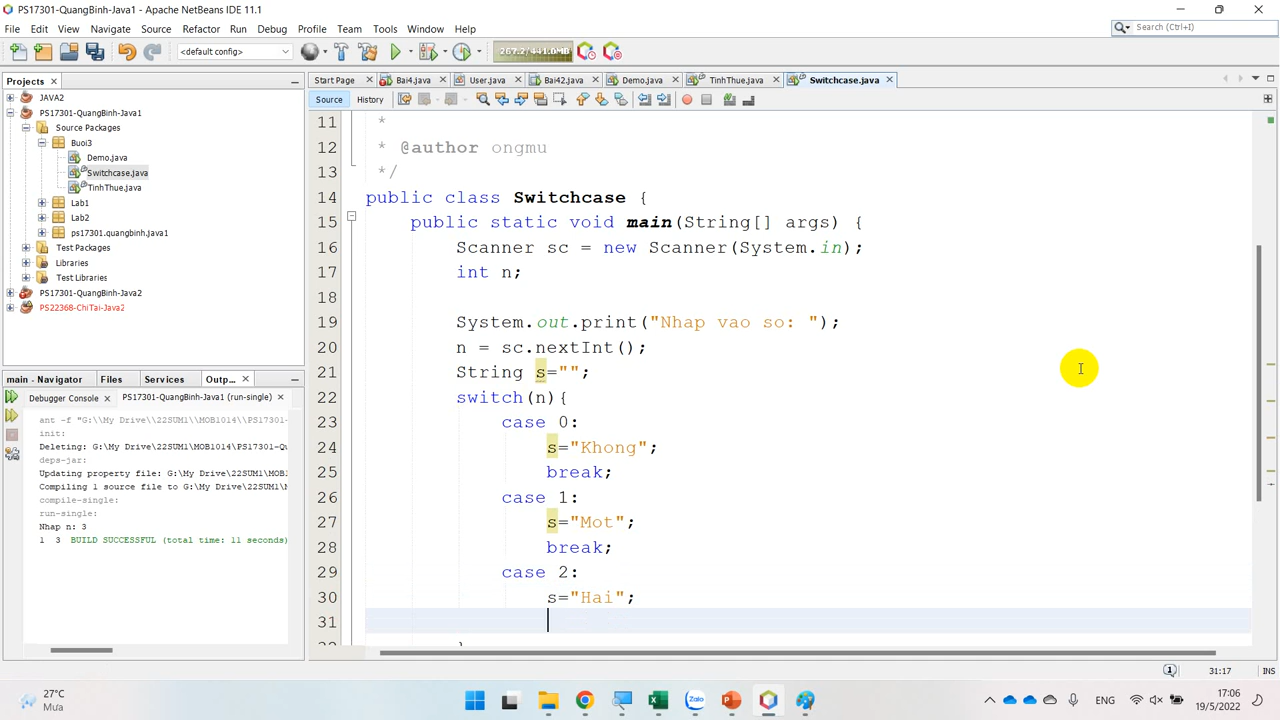 PS17301-QuangBinh-Java1 - Apache NetBeans IDE 11.1
File Edit View Navigate Source Refactor Run Debug Profile Team Tools Window Help
Search (Ctrl+I)
<default config>
267.2/441.0MB
Projects
Start Page Bai4.java User.java Bai42.java Demo.java TinhThue.java Switchcase.java
Source History
JAVA2
PS17301-QuangBinh-Java1
Source Packages
Buoi3
Demo.java
Switchcase.java
TinhThue.java
Lab1
Lab2
ps17301.quangbinh.java1
Test Packages
Libraries
Test Libraries
PS17301-QuangBinh-Java2
PS22368-ChiTai-Java2
main - Navigator Files Services Outp...
Debugger Console PS17301-QuangBinh-Java1 (run-single)
ant -f "G:\\My Drive\\22SUM1\\MOB1014\\PS17301-
init:
Deleting: G:\My Drive\22SUM1\MOB1014\PS17301-Qu
deps-jar:
Updating property file: G:\My Drive\22SUM1\MOB1
Compiling 1 source file to G:\My Drive\22SUM1\M
compile-single:
run-single:
Nhap n: 3
1 3 BUILD SUCCESSFUL (total time: 11 seconds)
11 *
12 * @author ongmu
13 */
14 public class Switchcase {
15 public static void main(String[] args) {
16 Scanner sc = new Scanner(System.in);
17 int n;
18
19 System.out.print("Nhap vao so: ");
20 n = sc.nextInt();
21 String s="";
22 switch(n){
23 case 0:
24 s="Khong";
25 break;
26 case 1:
27 s="Mot";
28 break;
29 case 2:
30 s="Hai";
31
32 }
31:17 INS
27°C
Mưa
Zalo
ENG
17:06
19/5/2022